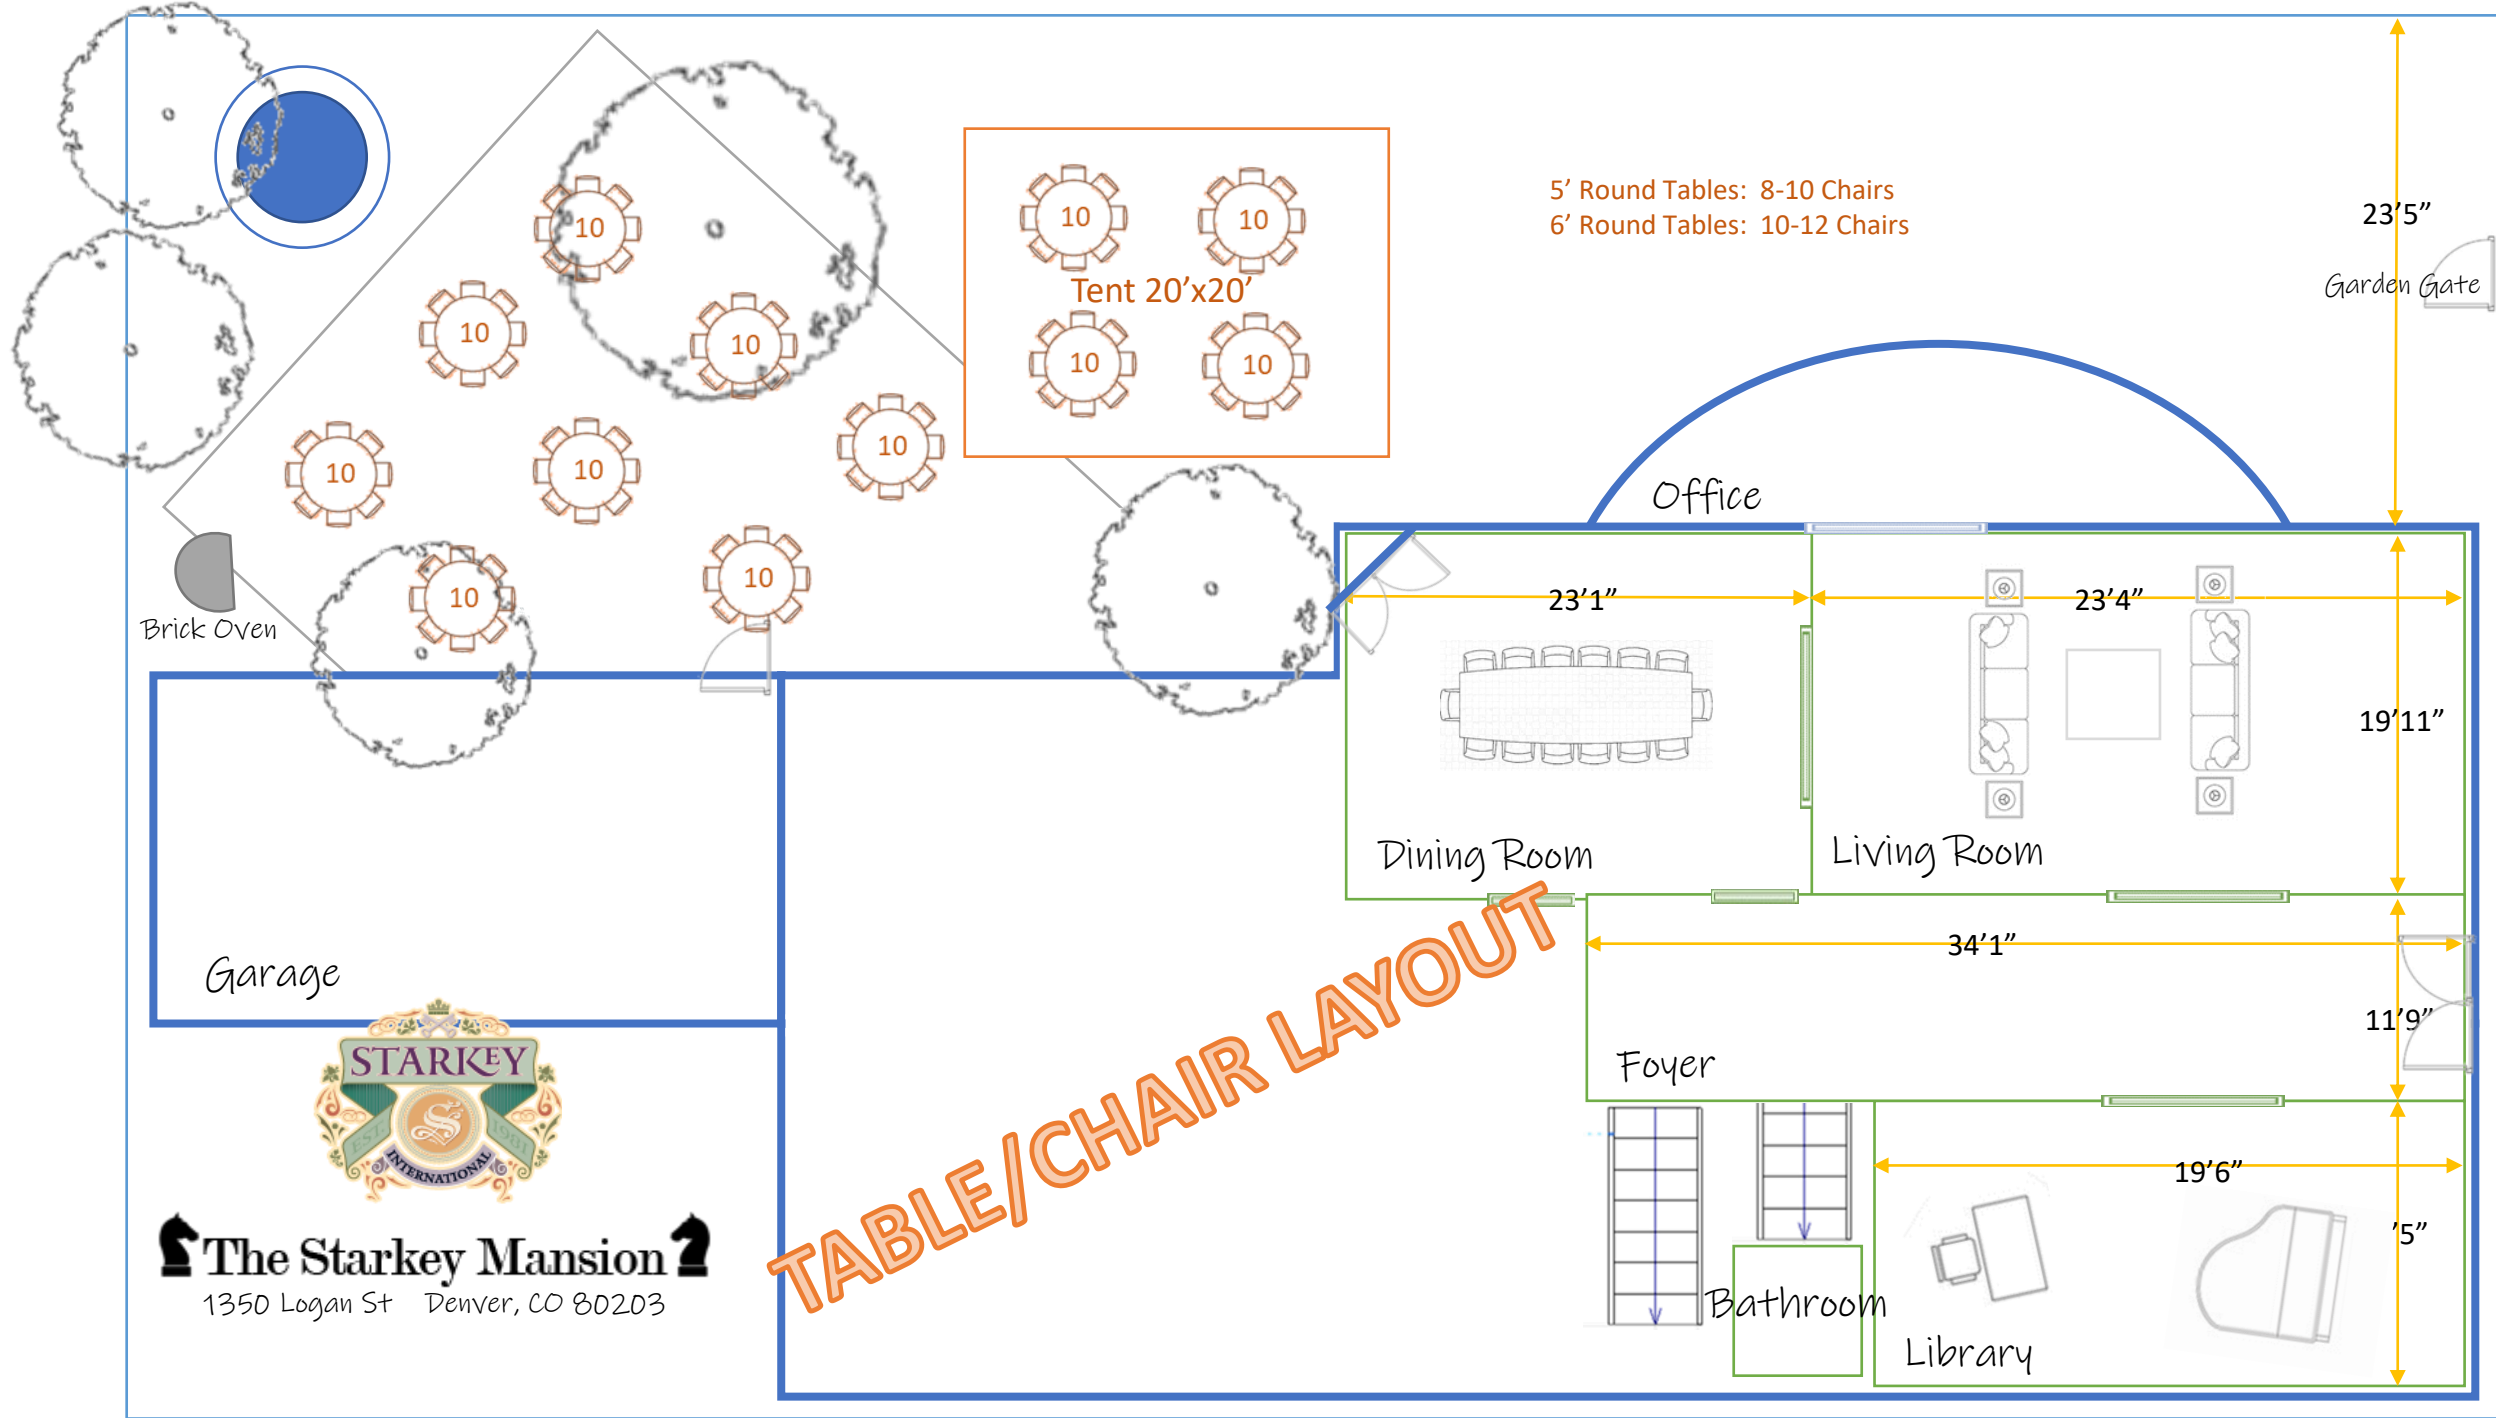 10
10
10
10
10
10
10
10
10
10
10
10
Tent 20’x20’
5’ Round Tables: 8-10 Chairs
6’ Round Tables: 10-12 Chairs
23’5”
Garden Gate
Office
Brick Oven
23’1”
23’4”
19’11”
Dining Room
Living Room
34’1”
11’9”
Foyer
Garage
TABLE/CHAIR LAYOUT
STARKEY
S
EST. 1981
INTERNATIONAL
The Starkey Mansion
1350 Logan St Denver, CO 80203
19’6”
’5”
Bathroom
Library